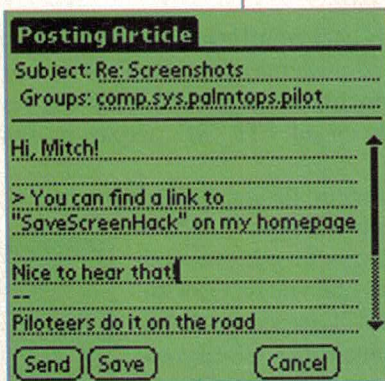 Posting Article
Subject: Re: Screenshots
Groups: comp.sys.palmtops.pilot
Hi, Mitch!
> You can find a link to
"SaveScreenHack" on my homepage
Nice to hear that!
--
Piloteers do it on the road
Send Save Cancel